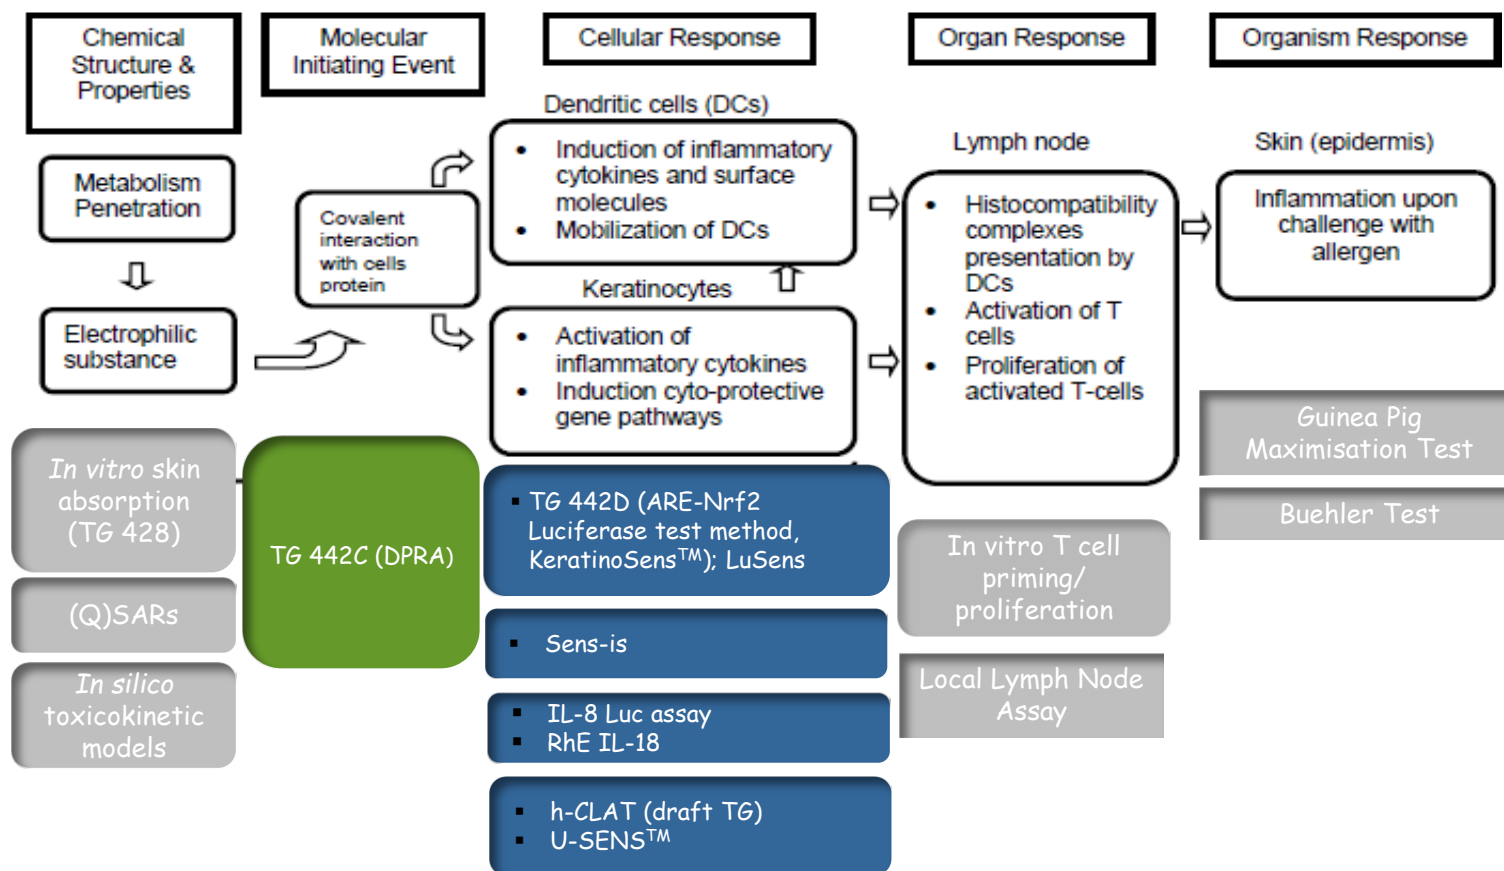 Chemical
Structure &
Properties
Molecular
Initiating Event
Cellular Response
Organ Response
Organism Response
Metabolism
Penetration
Electrophilic
substance
Covalent
interaction
with cells
protein
Dendritic cells (DCs)
• Induction of inflammatory
cytokines and surface
molecules
• Mobilization of DCs
Keratinocytes
• Activation of
inflammatory cytokines
• Induction cyto-protective
gene pathways
Lymph node
• Histocompatibility
complexes
presentation by
DCs
• Activation of T
cells
• Proliferation of
activated T-cells
Skin (epidermis)
Inflammation upon
challenge with
allergen
In vitro skin
absorption
(TG 428)
(Q)SARs
In silico
toxicokinetic
models
TG 442C (DPRA)
▪ TG 442D (ARE-Nrf2
Luciferase test method,
KeratinoSens™); LuSens
▪ Sens-is
▪ IL-8 Luc assay
▪ RhE IL-18
▪ h-CLAT (draft TG)
▪ U-SENS™
In vitro T cell
priming/
proliferation
Local Lymph Node
Assay
Guinea Pig
Maximisation Test
Buehler Test